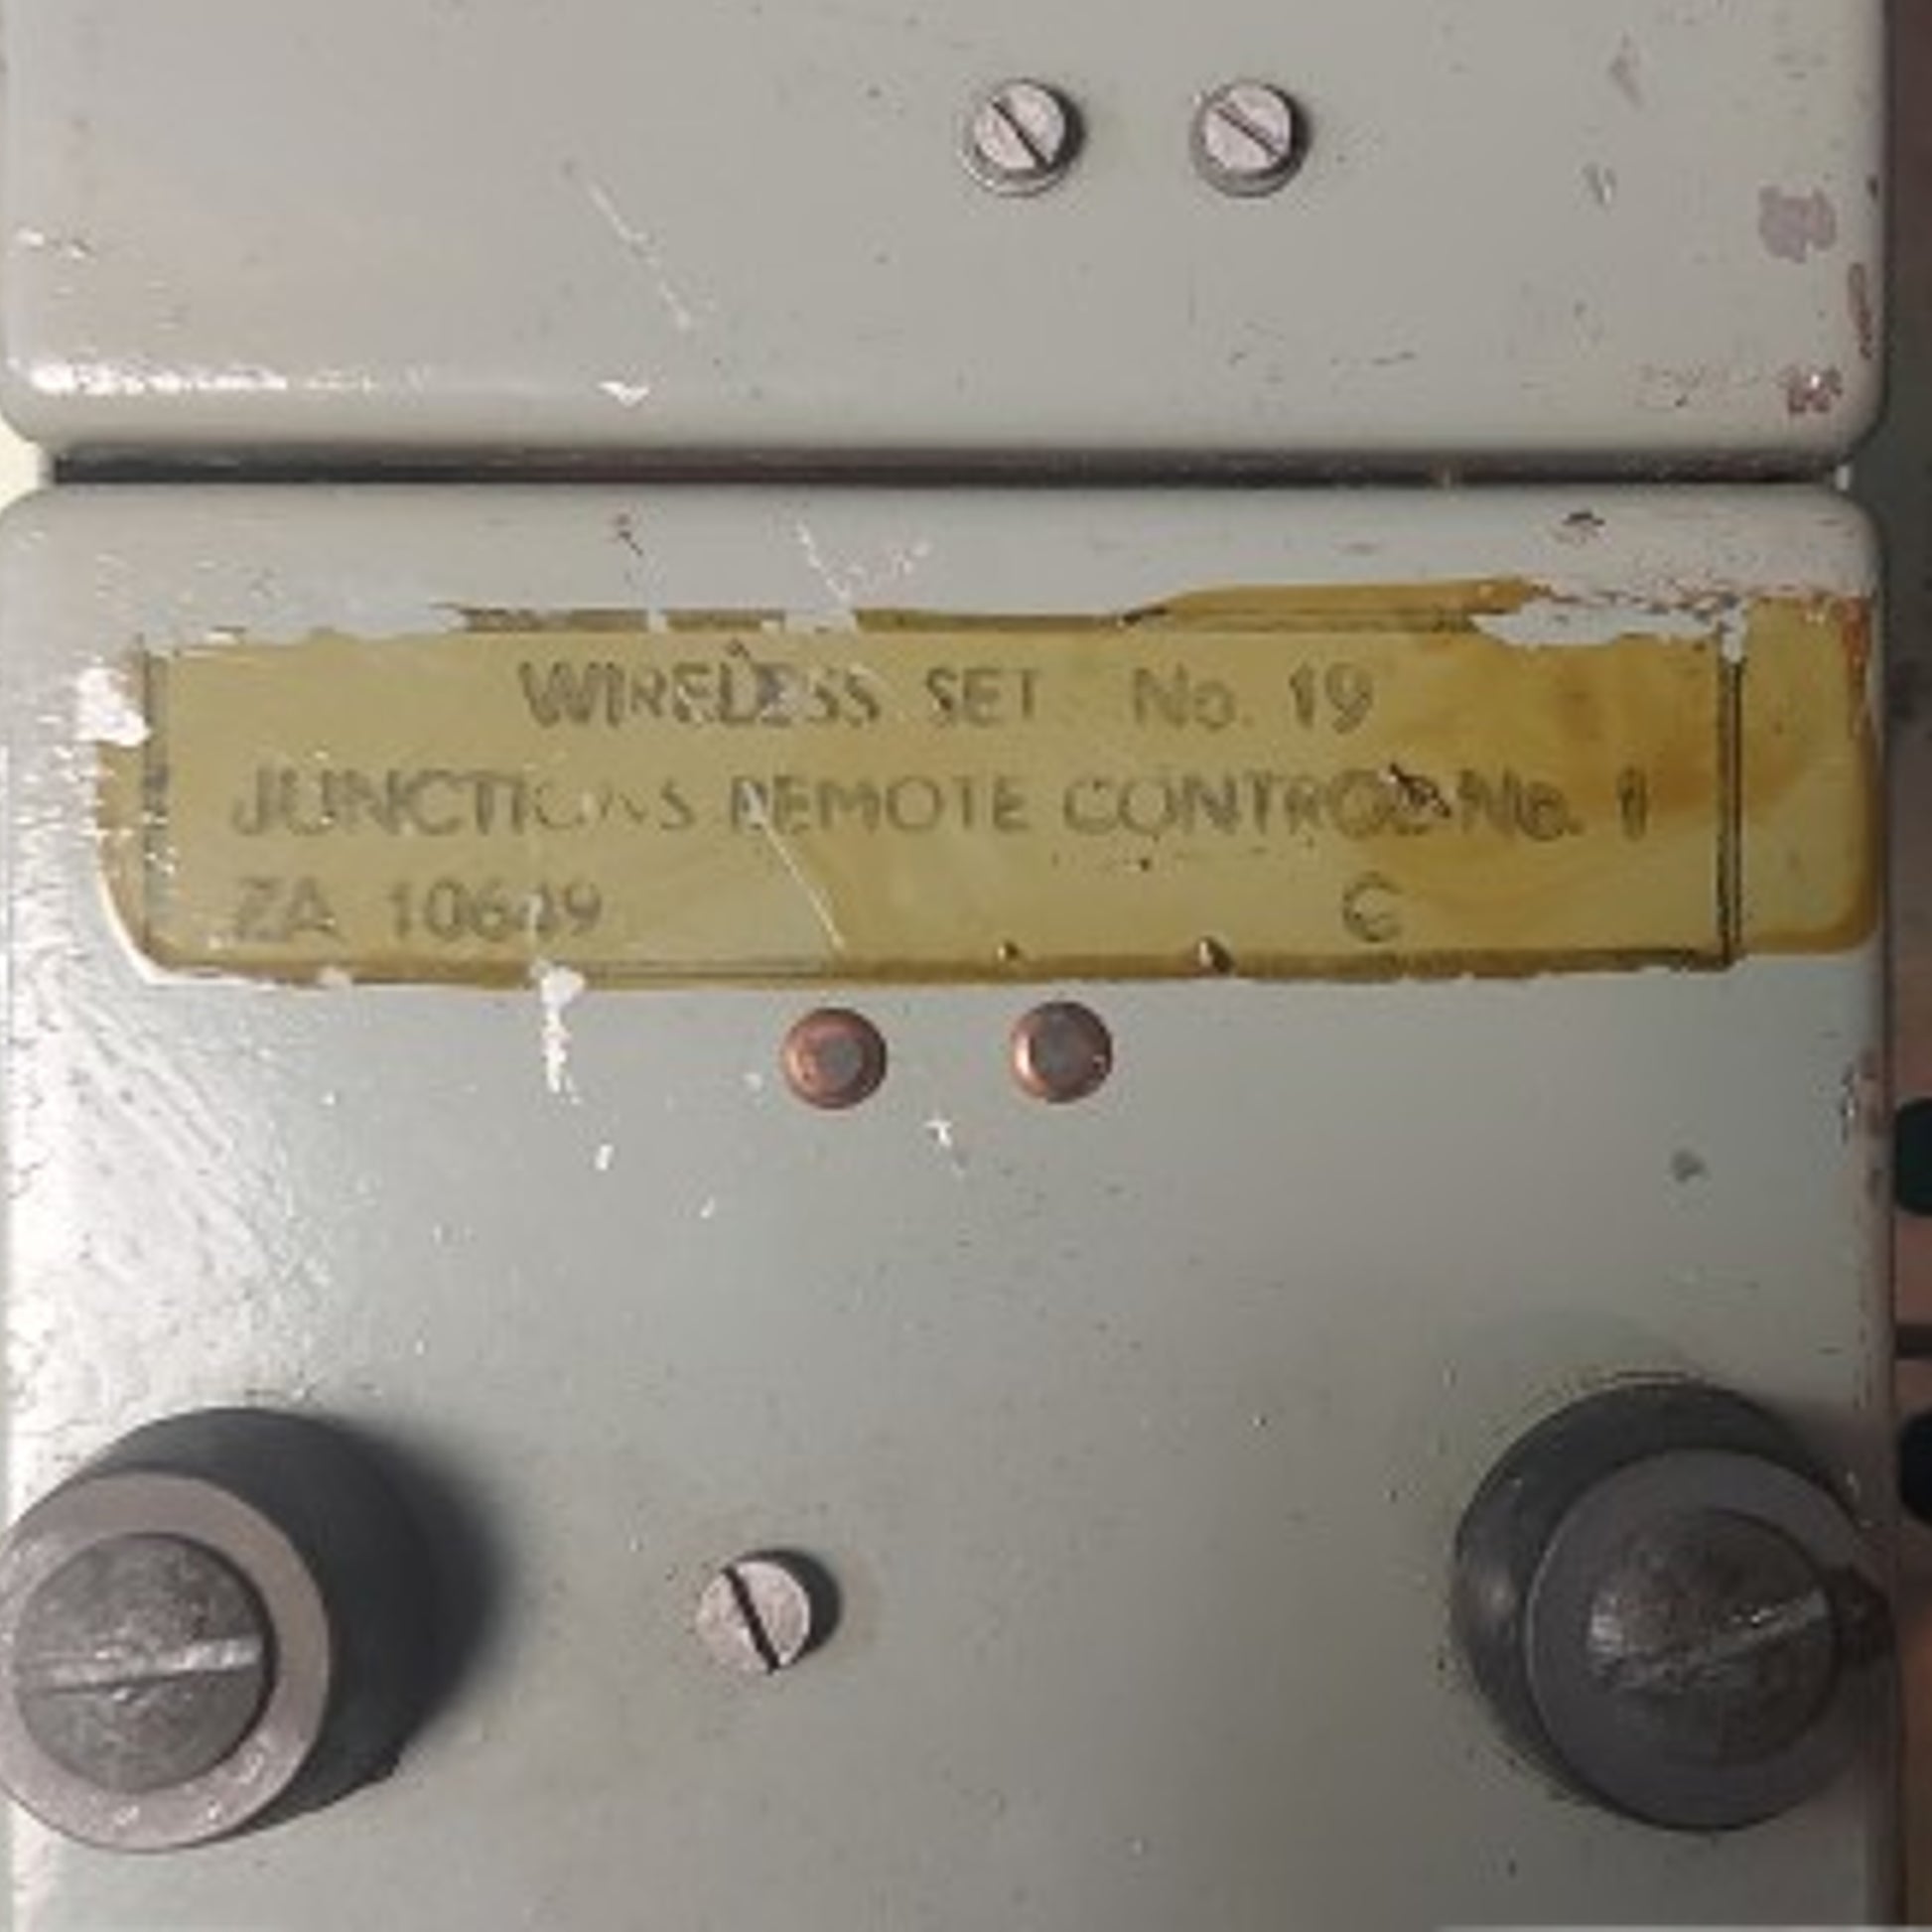 WIRELESS SET No. 19
JUNCTIONS REMOTE CONTROL No. 1
ZA C